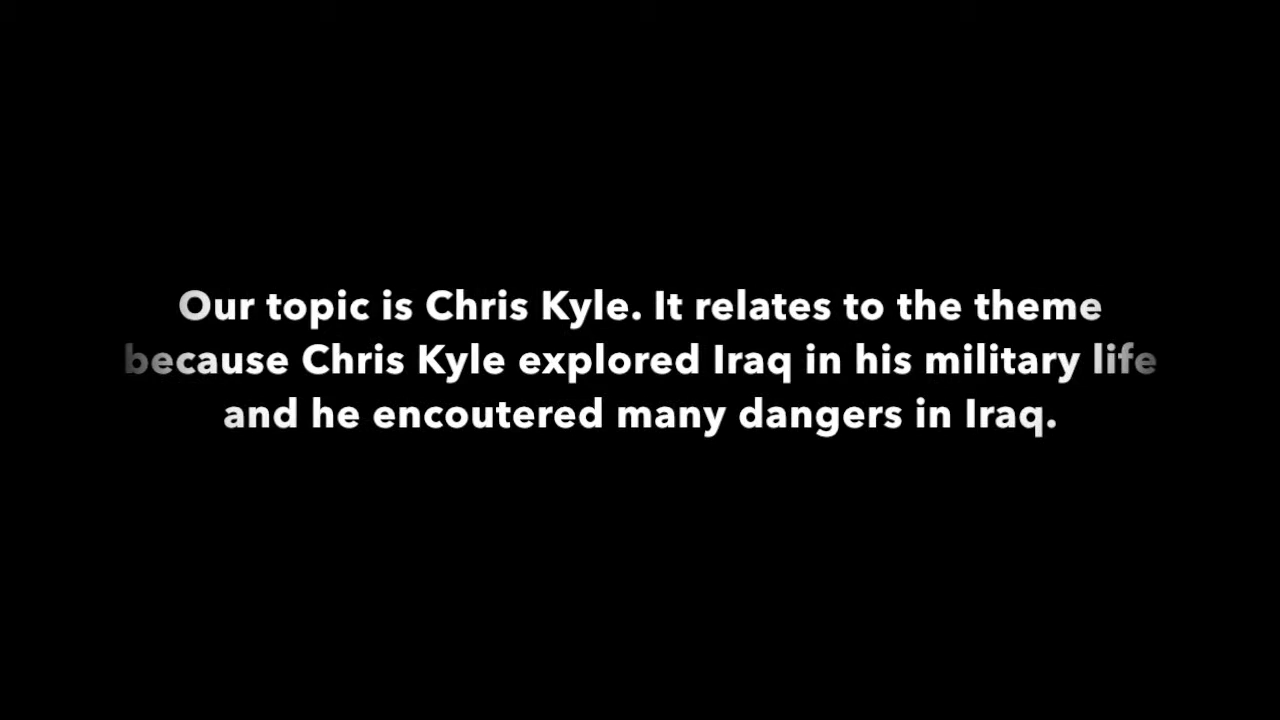 Our topic is Chris Kyle. It relates to the theme
because Chris Kyle explored Iraq in his military life
and he encoutered many dangers in Iraq.